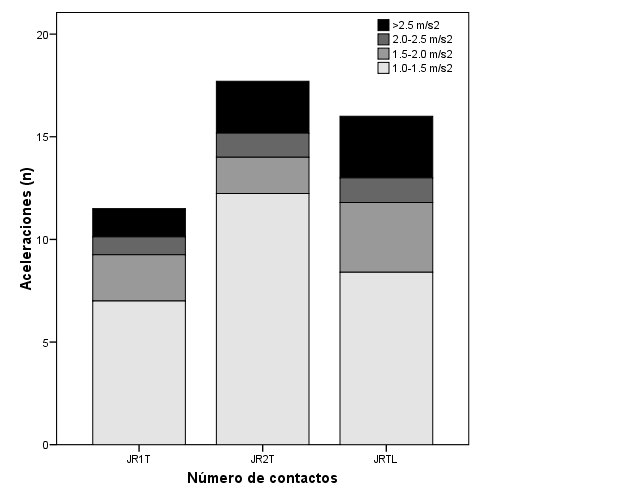 >2.5 m/s2
2.0-2.5 m/s2
1.5-2.0 m/s2
1.0-1.5 m/s2
20
15
10
5
0
Aceleraciones (n)
JR1T JR2T JRTL
Número de contactos